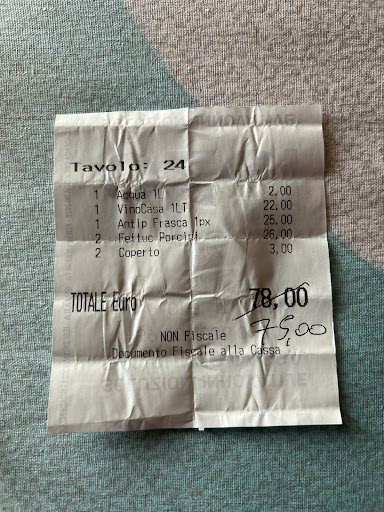 Tavolo: 24
1 Acqua 1LT 2,00
1 VinoCasa 1LT 22,00
1 Antip Frasca 1px 25,00
2 Fettuc Porcini 26,00
2 Coperto 3,00
TOTALE Euro 78,00
75,00
NON Fiscale
Documento Fiscale alla Cassa